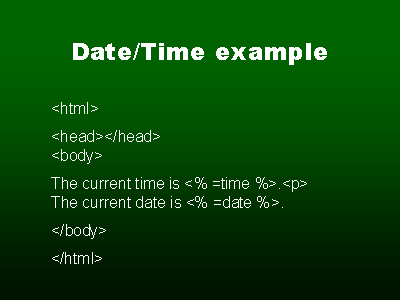 Date/Time example
<html>
<head></head>
<body>
The current time is <% =time %>.<p>
The current date is <% =date %>.
</body>
</html>